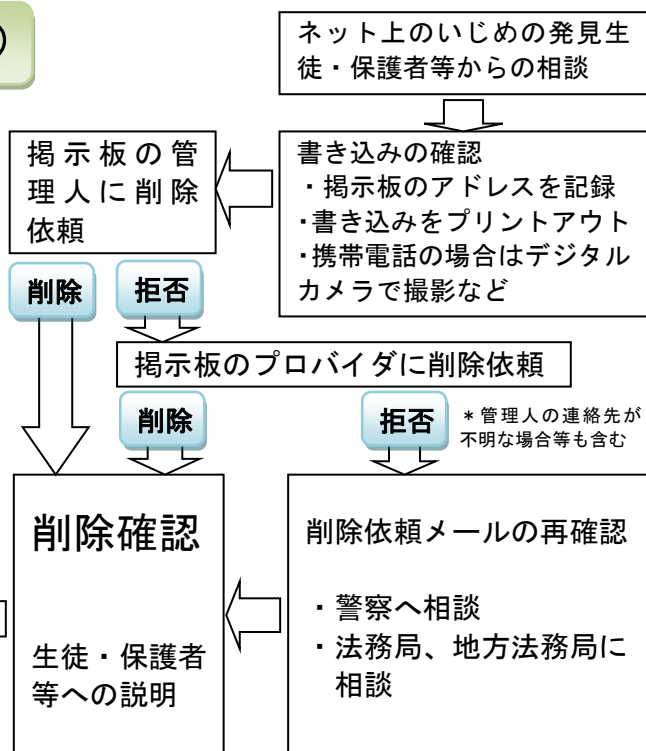 ）
ネット上のいじめの発見生
徒・保護者等からの相談
掲示板の管
理人に削除
依頼
書き込みの確認
・掲示板のアドレスを記録
・書き込みをプリントアウト
・携帯電話の場合はデジタル
カメラで撮影など
削除
拒否
掲示板のプロバイダに削除依頼
削除
拒否
＊管理人の連絡先が
不明な場合等も含む
削除確認
生徒・保護者
等への説明
削除依頼メールの再確認
・警察へ相談
・法務局、地方法務局に
相談